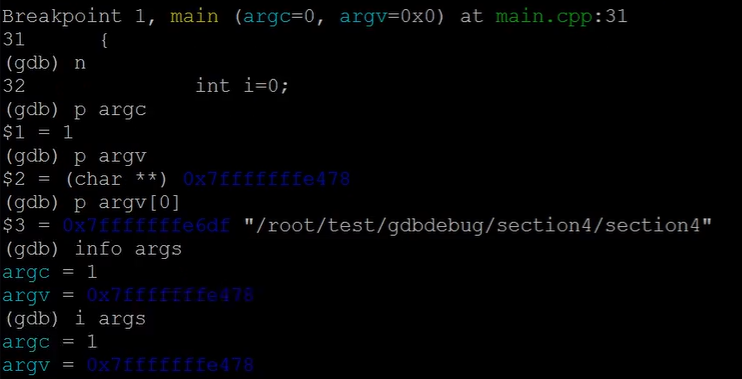 Breakpoint 1, main (argc=0, argv=0x0) at main.cpp:31
31      {
(gdb) n
32              int i=0;
(gdb) p argc
$1 = 1
(gdb) p argv
$2 = (char **) 0x7fffffffe478
(gdb) p argv[0]
$3 = 0x7fffffffe6df "/root/test/gdbdebug/section4/section4"
(gdb) info args
argc = 1
argv = 0x7fffffffe478
(gdb) i args
argc = 1
argv = 0x7fffffffe478